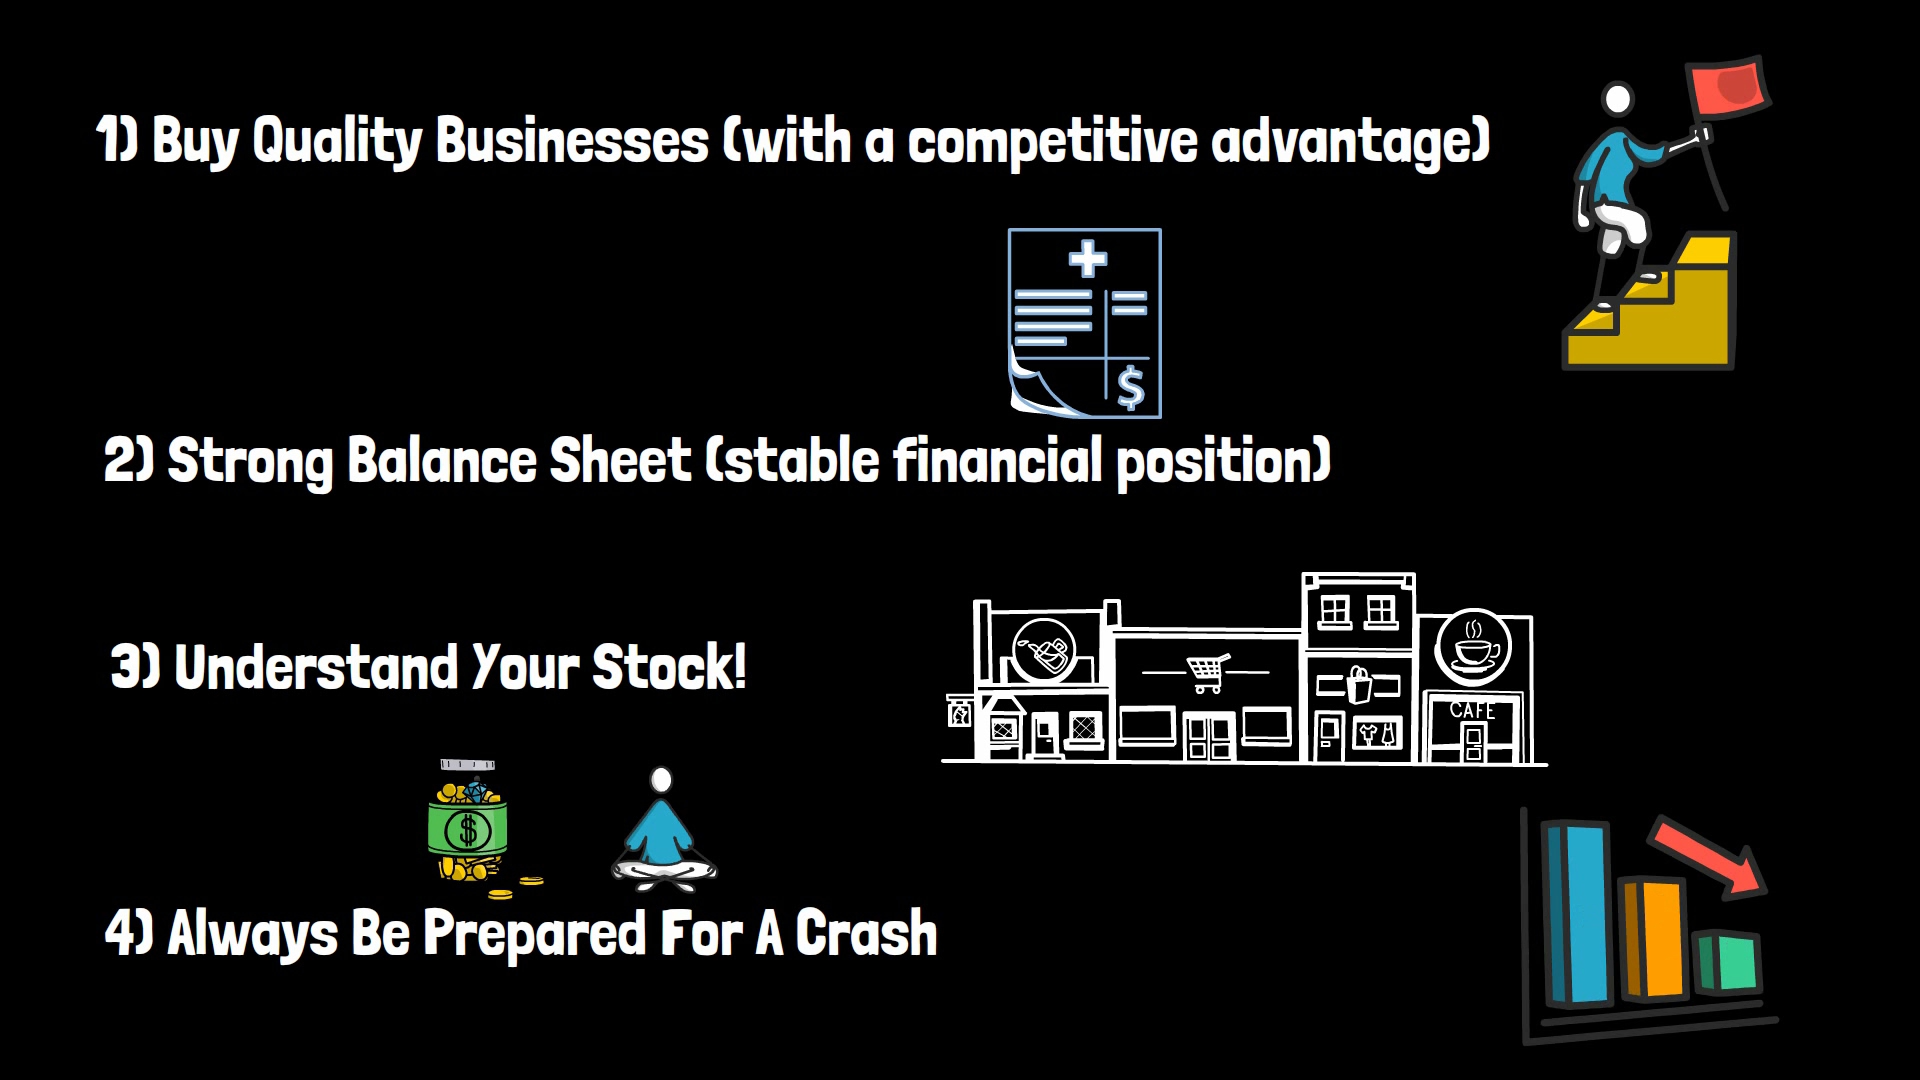 1) Buy Quality Businesses (with a competitive advantage)
$
2) Strong Balance Sheet (stable financial position)
3) Understand Your Stock!
CAFE
$
4) Always Be Prepared For A Crash